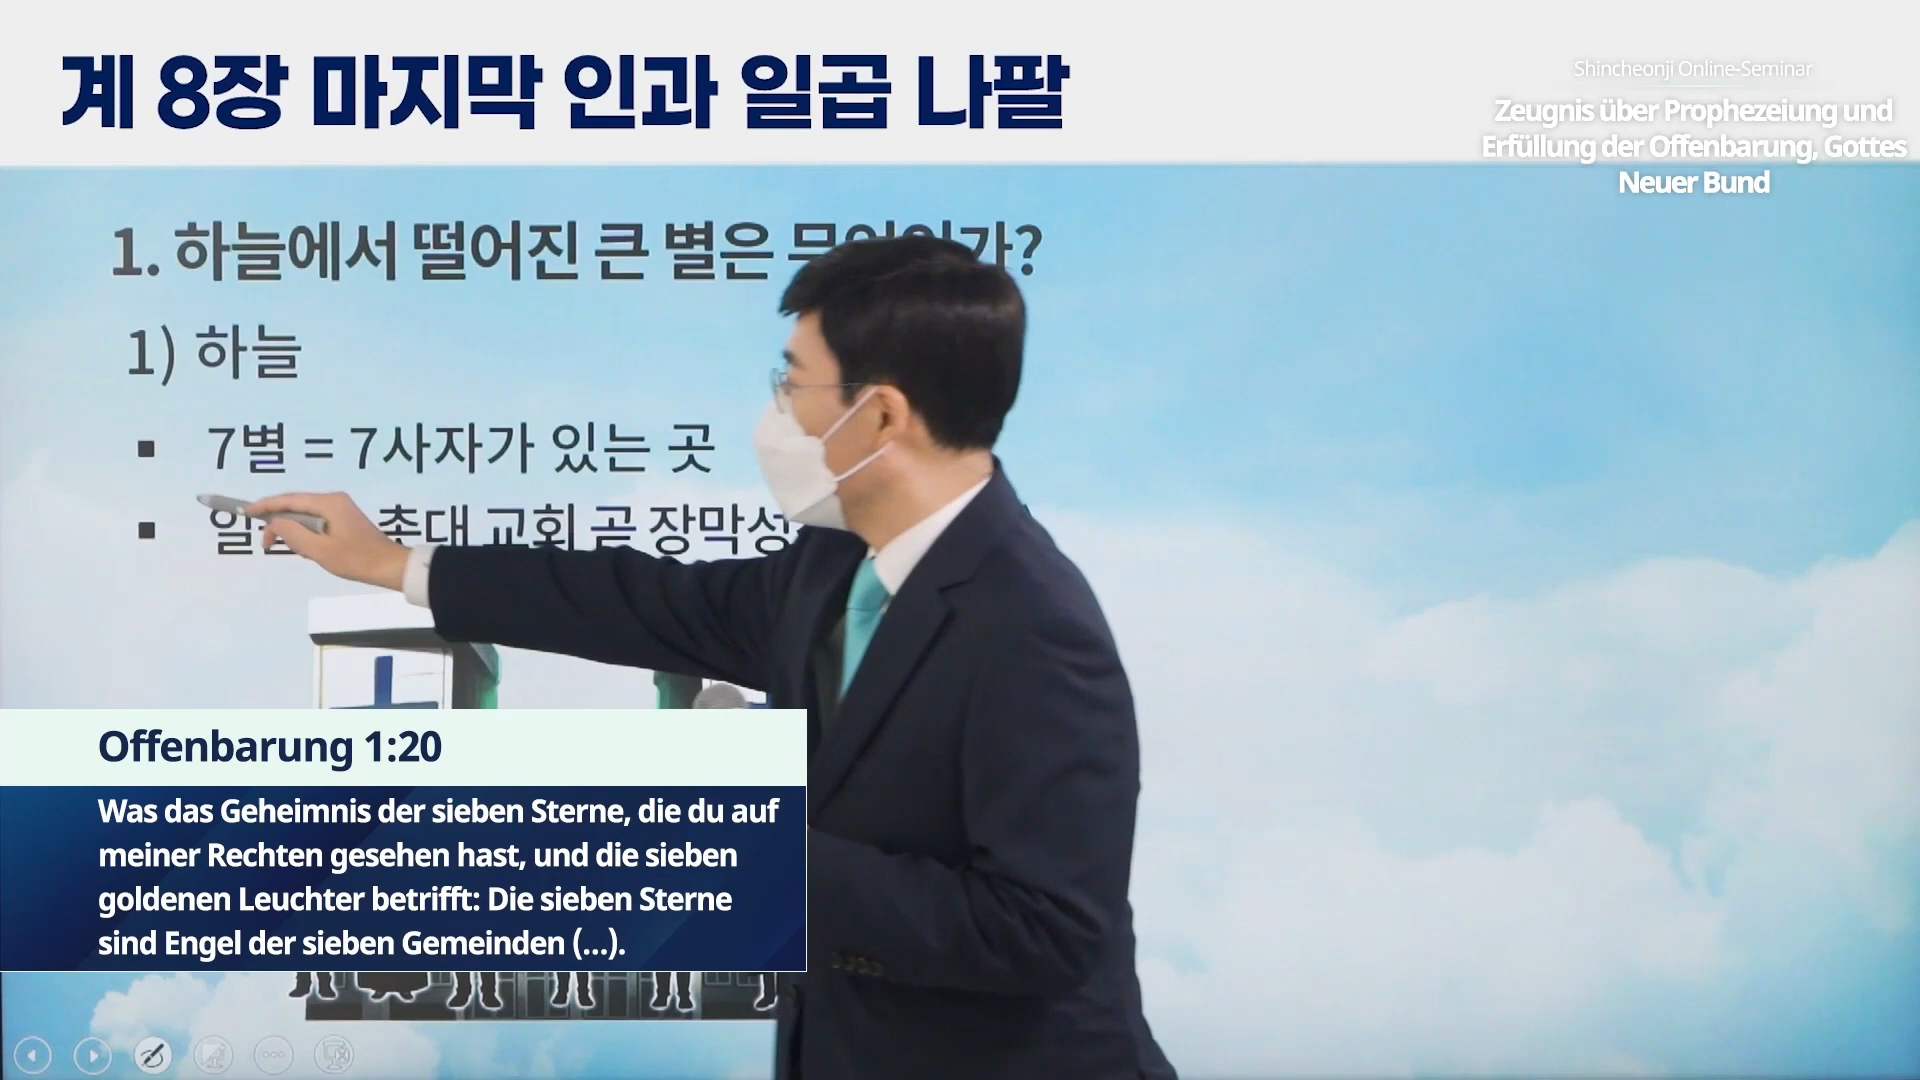 계 8장 마지막 인과 일곱 나팔
Shincheonji Online-Seminar
Zeugnis über Prophezeiung und
Erfüllung der Offenbarung, Gottes
Neuer Bund
1. 하늘에서 떨어진 큰 별은
1) 하늘
▪ 7별 = 7사자가 있는 곳
▪ 촛대 교회 곧 장막성
Offenbarung 1:20
Was das Geheimnis der sieben Sterne, die du auf
meiner Rechten gesehen hast, und die sieben
goldenen Leuchter betrifft: Die sieben Sterne
sind Engel der sieben Gemeinden (...).